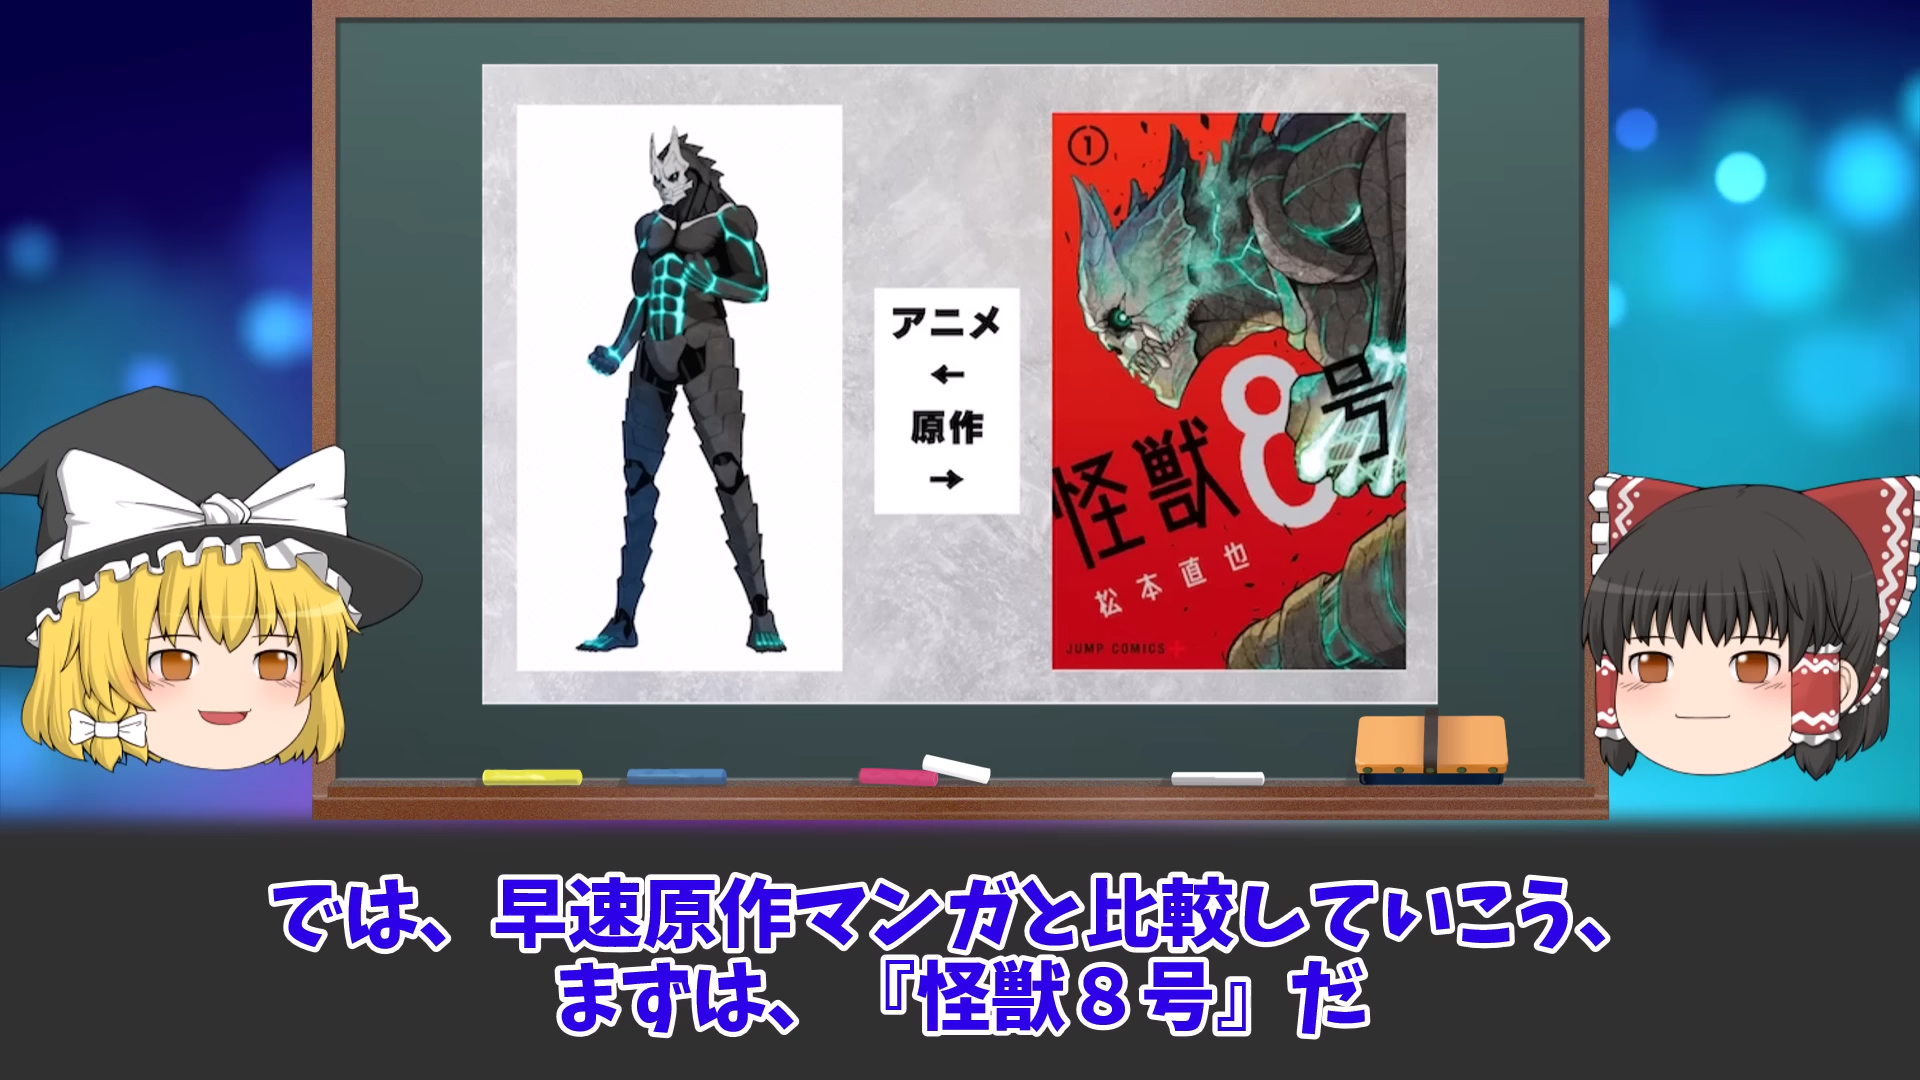 アニメ
←
原作
→
①
怪獣8号
松本直也
JUMP COMICS+
では、早速原作マンガと比較していこう、
まずは、『怪獣８号』だ